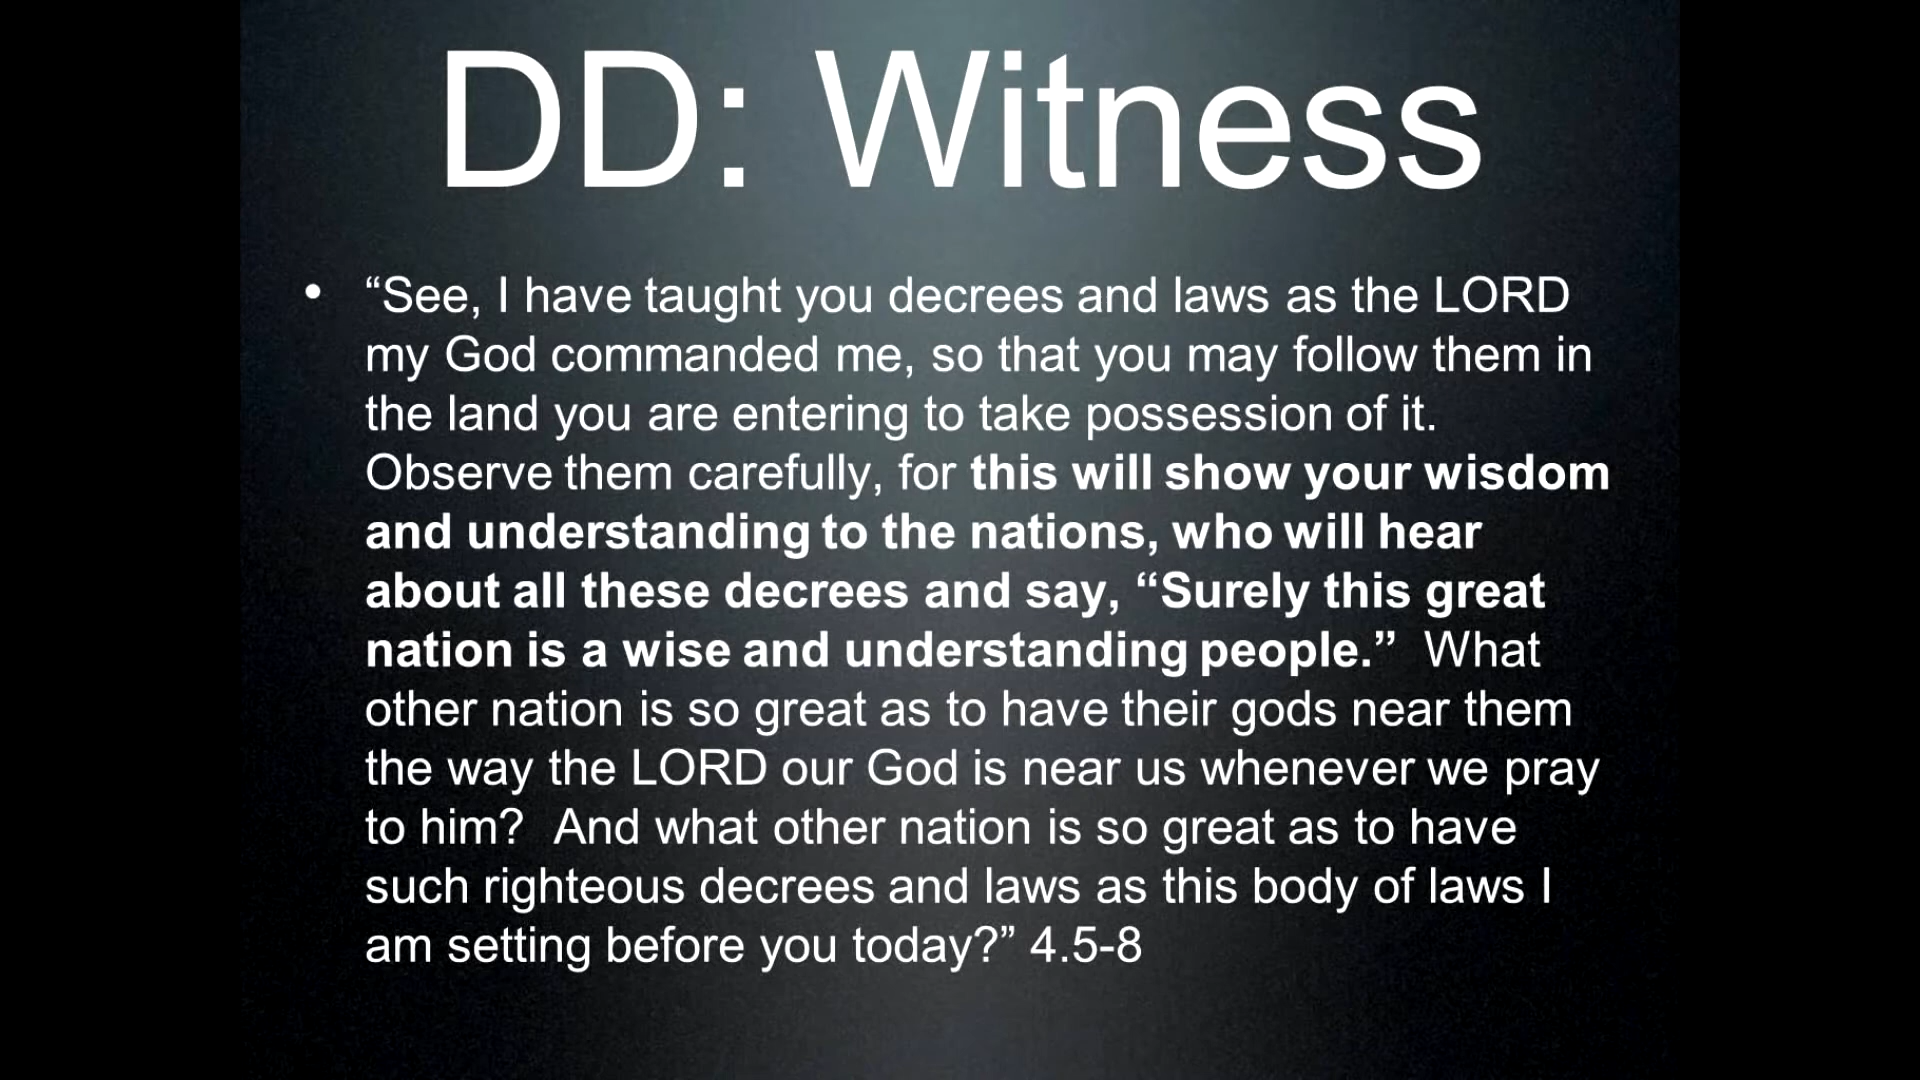 DD: Witness
• “See, I have taught you decrees and laws as the LORD
my God commanded me, so that you may follow them in
the land you are entering to take possession of it.
Observe them carefully, for this will show your wisdom
and understanding to the nations, who will hear
about all these decrees and say, “Surely this great
nation is a wise and understanding people.”  What
other nation is so great as to have their gods near them
the way the LORD our God is near us whenever we pray
to him?  And what other nation is so great as to have
such righteous decrees and laws as this body of laws I
am setting before you today?” 4.5-8